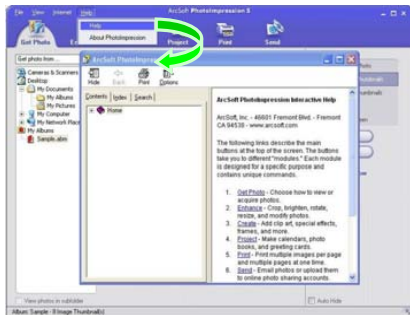 File View Internet Help
ArcSoft PhotoImpression 5
Help
About PhotoImpression
Get Photo
Project
Print
Send
Get photo from ...
Cameras & Scanners
Desktop
My Documents
My Albums
My Pictures
My Computer
My Network Place
My Albums
Sample.abm
ArcSoft PhotoImpres
Hide
Back
Print
Options
Contents
Index
Search
Home
ArcSoft PhotoImpression Interactive Help
ArcSoft, Inc. - 46601 Fremont Blvd. - Fremont
CA 94538 - www.arcsoft.com
The following links describe the main
buttons at the top of the screen. The buttons
take you to different "modules." Each module
is designed for a specific purpose and
contains unique commands.
1. Get Photo - Choose how to view or
acquire photos.
2. Enhance - Crop, brighten, rotate,
resize, and modify photos.
3. Create - Add clip art, special effects,
frames, and more.
4. Project - Make calendars, photo
books, and greeting cards.
5. Print - Print multiple images per page
and multiple pages at one time.
6. Send - Email photos or upload them
to online photo sharing accounts.
View photos in subfolder
Auto Hide
Album: Sample - 8 Image Thumbnail(s)